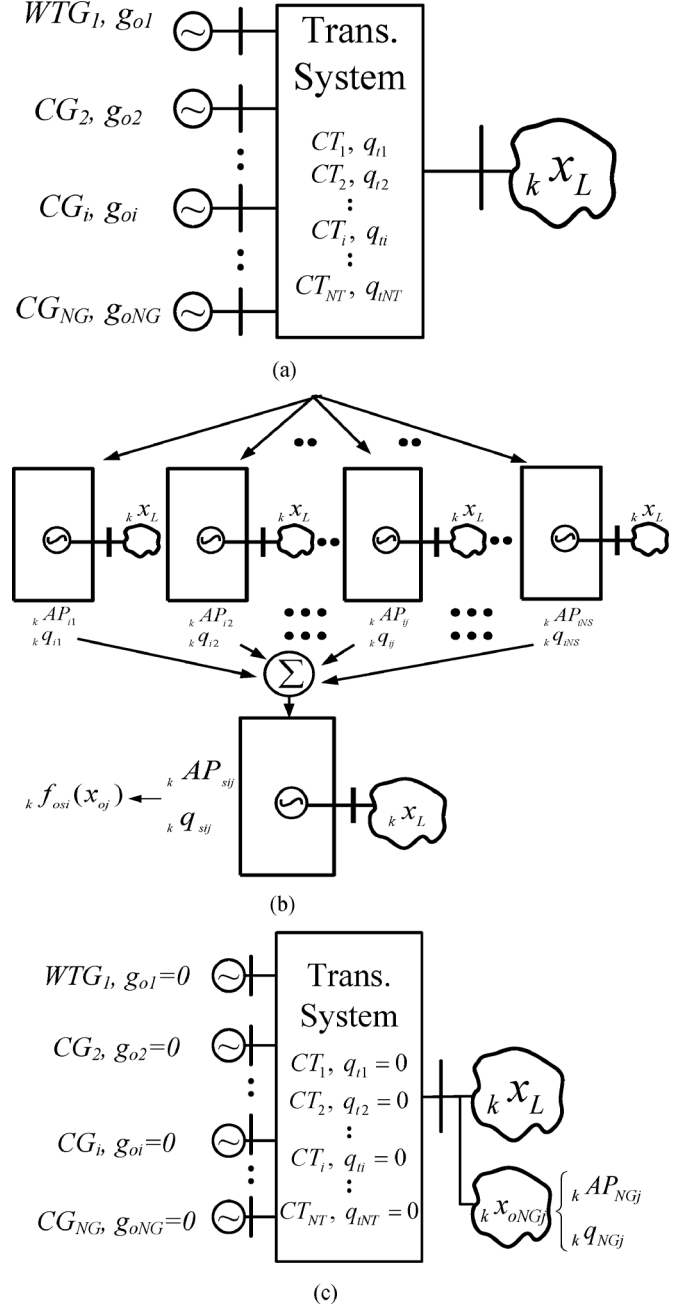 WTG1, go1
Trans.
System
CG2, go2
CT1, qt1
CT2, qt2
CGi, goi
CTi, qti
CTNT, qtNT
CGNG, goNG
k xL
(a)
k xL
k xL
k xL
k xL
k APi1
k qi1
k APi2
k qi2
k APij
k qij
k APiNS
k qiNS
Σ
k fosi(xoj)
k APsij
k qsij
k xL
(b)
WTG1, go1=0
Trans.
System
CG2, go2=0
CT1, qt1 = 0
CT2, qt2 = 0
CGi, goi=0
CTi, qti = 0
CGNG, goNG=0
CTNT, qtNT = 0
k xL
k xoNGj
k APNGj
k qNGj
(c)